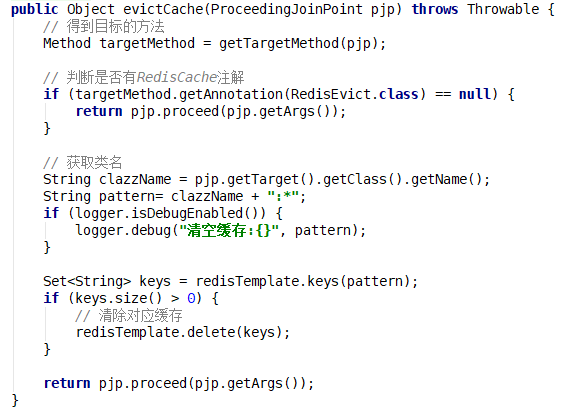 public Object evictCache(ProceedingJoinPoint pjp) throws Throwable {
// 得到目标的方法
Method targetMethod = getTargetMethod(pjp);
// 判断是否有RedisCache注解
if (targetMethod.getAnnotation(RedisEvict.class) == null) {
return pjp.proceed(pjp.getArgs());
}
// 获取类名
String clazzName = pjp.getTarget().getClass().getName();
String pattern= clazzName + ":*";
if (logger.isDebugEnabled()) {
logger.debug("清空缓存:{}", pattern);
}
Set<String> keys = redisTemplate.keys(pattern);
if (keys.size() > 0) {
// 清除对应缓存
redisTemplate.delete(keys);
}
return pjp.proceed(pjp.getArgs());
}